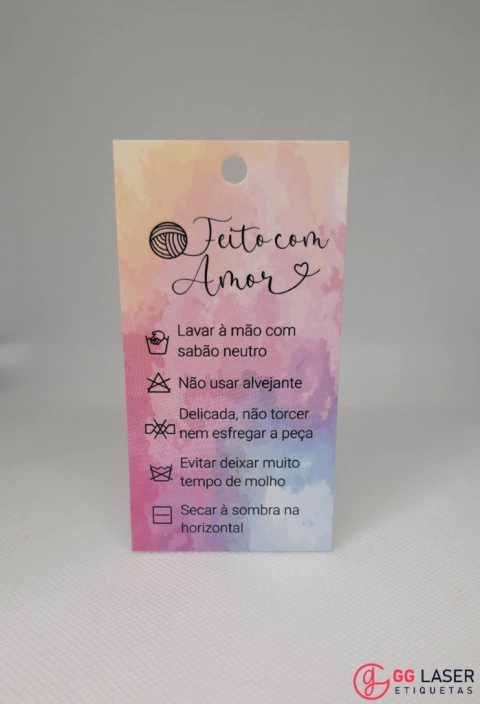 Feito com
Amor
Lavar à mão com
sabão neutro
Não usar alvejante
Delicada, não torcer
nem esfregar a peça
Evitar deixar muito
tempo de molho
Secar à sombra na
horizontal
GG LASER
ETIQUETAS